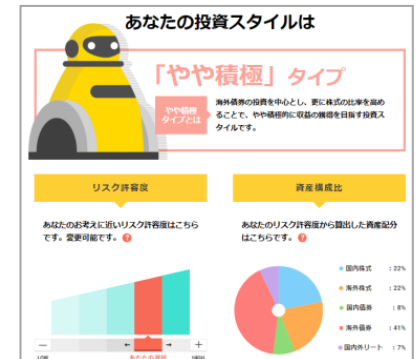 あなたの投資スタイルは
「やや積極」タイプ
やや積極
タイプとは
海外債券の投資を中心とし、更に株式の比率を高め
ることで、やや積極的に収益の獲得を目指す投資ス
タイルです。
リスク許容度
あなたのお考えに近いリスク許容度はこちら
です。変更可能です。?
－ ← → +
LOW あなたの選択 HIGH
資産構成比
あなたのリスク許容度から算出した資産配分
はこちらです。?
国内株式 : 22%
海外株式 : 22%
国内債券 : 8%
海外債券 : 41%
国内外リート : 7%